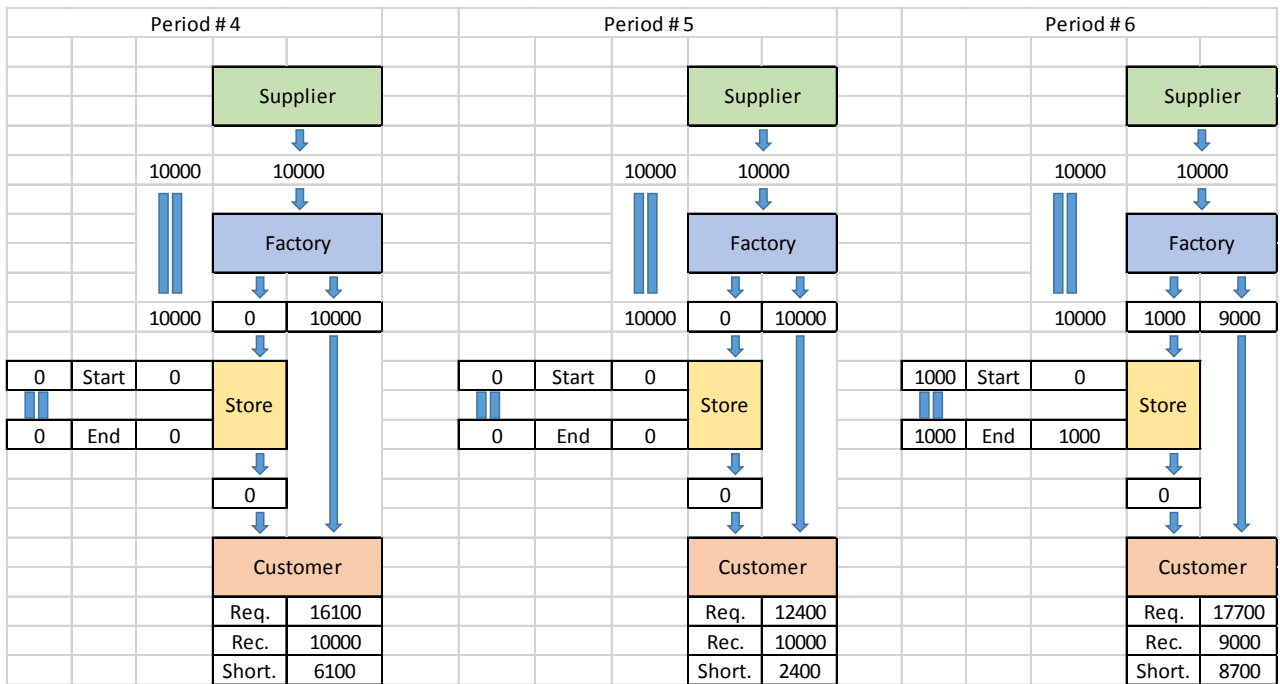 Period # 4 Period # 5 Period # 6
Supplier Supplier Supplier
10000 10000 10000 10000 10000 10000
Factory Factory Factory
10000 0 10000 10000 0 10000 10000 1000 9000
0 Start 0 0 Start 0 1000 Start 0
Store Store Store
0 End 0 0 End 0 1000 End 1000
0 0 0
Customer Customer Customer
Req. 16100 Req. 12400 Req. 17700
Rec. 10000 Rec. 10000 Rec. 9000
Short. 6100 Short. 2400 Short. 8700